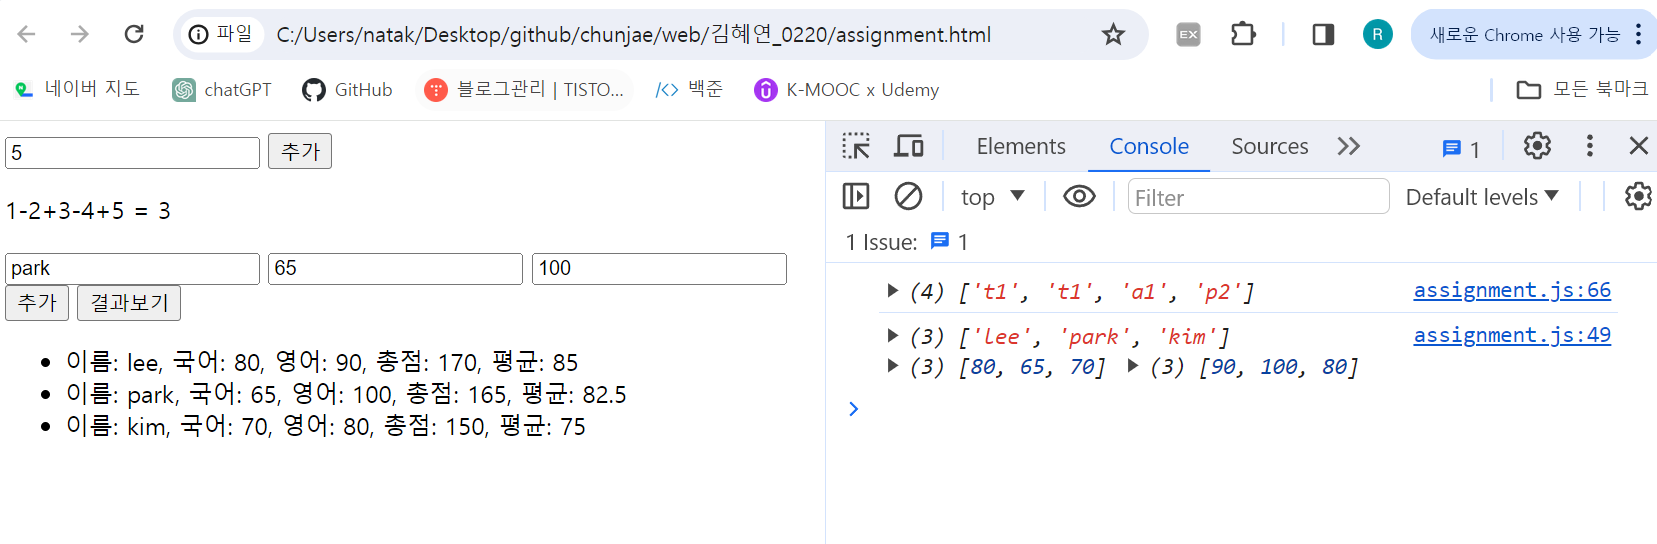 파일 C:/Users/natak/Desktop/github/chunjae/web/김혜연_0220/assignment.html EX R 새로운 Chrome 사용 가능
네이버 지도 chatGPT GitHub 블로그관리 | TISTO... 백준 K-MOOC x Udemy 모든 북마크
5 추가
1-2+3-4+5 = 3
park 65 100
추가 결과보기
이름: lee, 국어: 80, 영어: 90, 총점: 170, 평균: 85
이름: park, 국어: 65, 영어: 100, 총점: 165, 평균: 82.5
이름: kim, 국어: 70, 영어: 80, 총점: 150, 평균: 75
Elements Console Sources 1
top Filter Default levels
1 Issue: 1
(4) ['t1', 't1', 'a1', 'p2'] assignment.js:66
(3) ['lee', 'park', 'kim'] assignment.js:49
(3) [80, 65, 70] (3) [90, 100, 80]